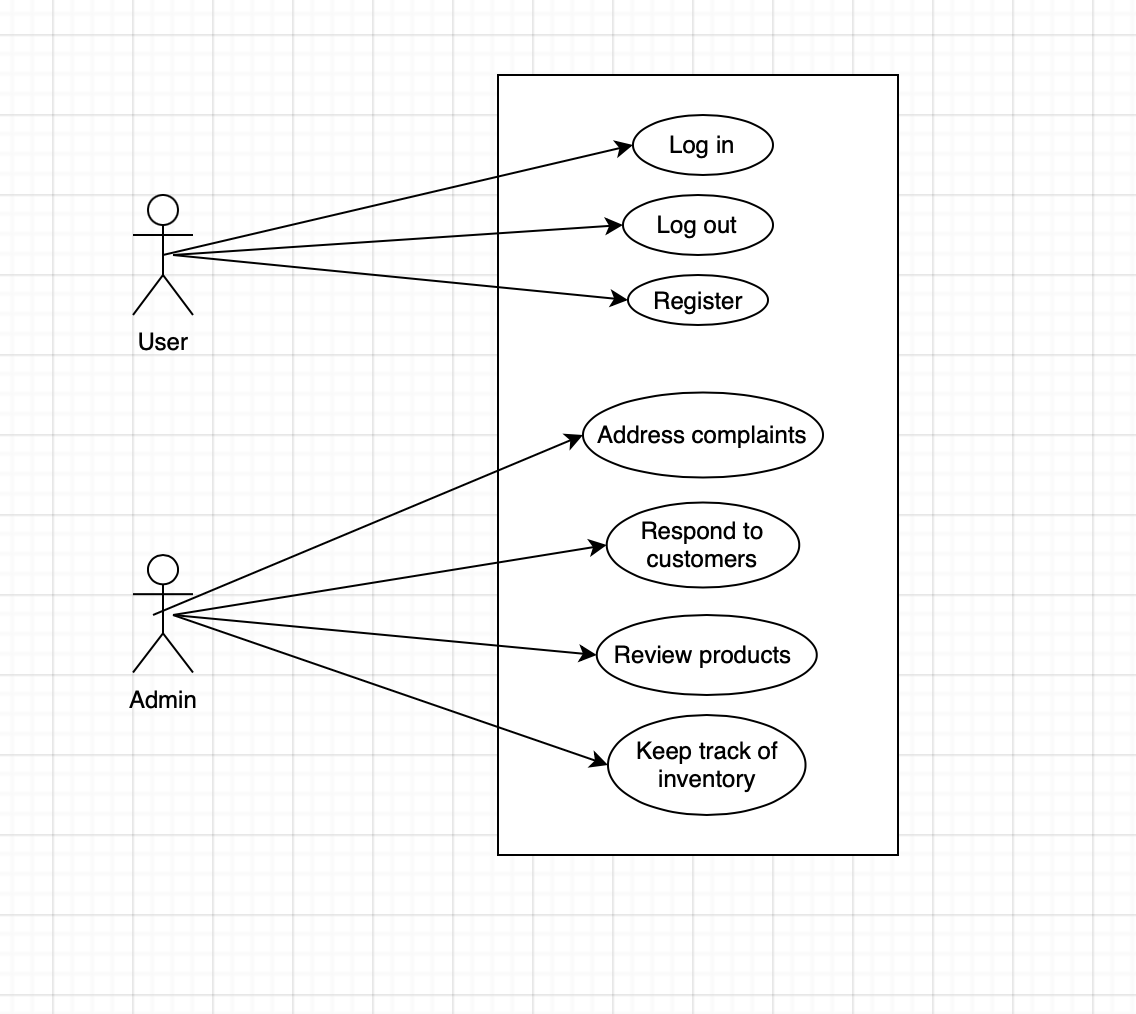 Log in
Log out
Register
User
Address complaints
Respond to
customers
Review products
Admin
Keep track of
inventory